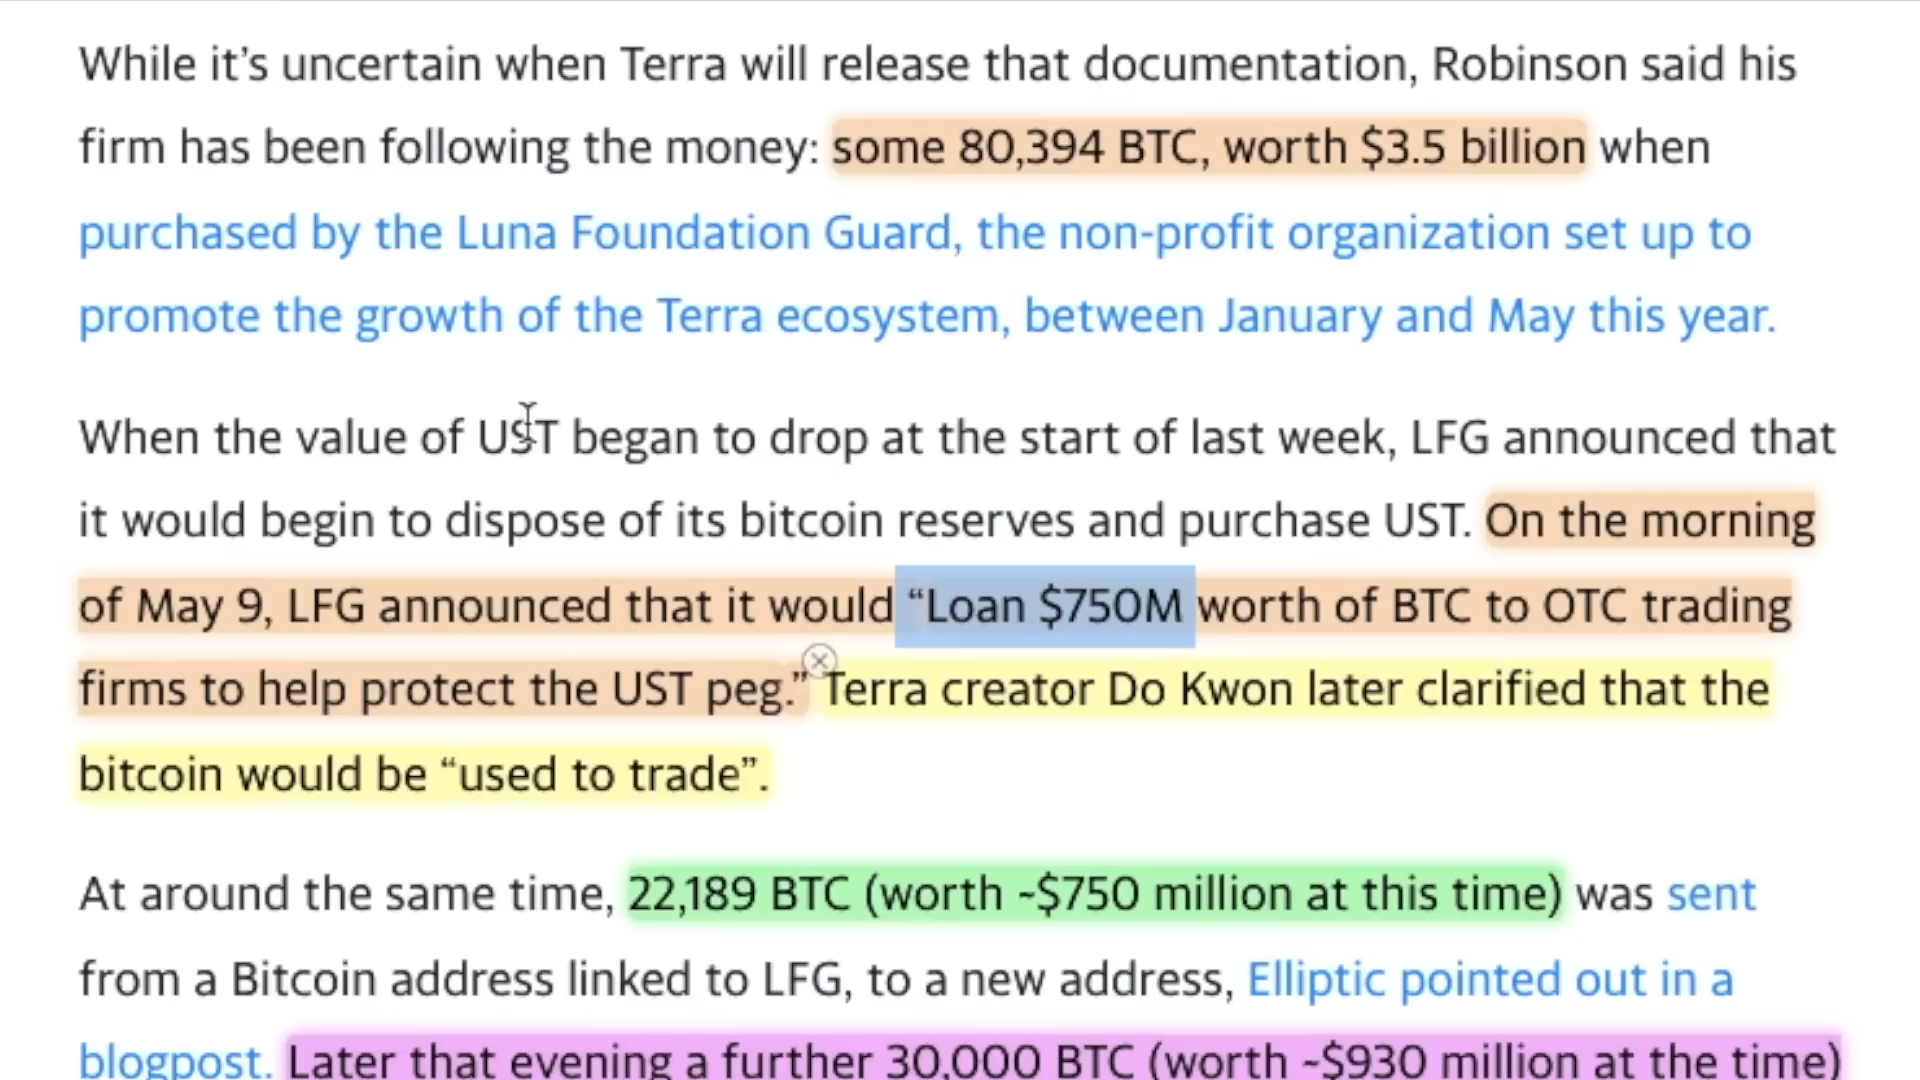 While it’s uncertain when Terra will release that documentation, Robinson said his
firm has been following the money: some 80,394 BTC, worth $3.5 billion when
purchased by the Luna Foundation Guard, the non-profit organization set up to
promote the growth of the Terra ecosystem, between January and May this year.
When the value of UST began to drop at the start of last week, LFG announced that
it would begin to dispose of its bitcoin reserves and purchase UST. On the morning
of May 9, LFG announced that it would “Loan $750M worth of BTC to OTC trading
firms to help protect the UST peg.” Terra creator Do Kwon later clarified that the
bitcoin would be “used to trade”.
At around the same time, 22,189 BTC (worth ~$750 million at this time) was sent
from a Bitcoin address linked to LFG, to a new address, Elliptic pointed out in a
blogpost. Later that evening a further 30,000 BTC (worth ~$930 million at the time)